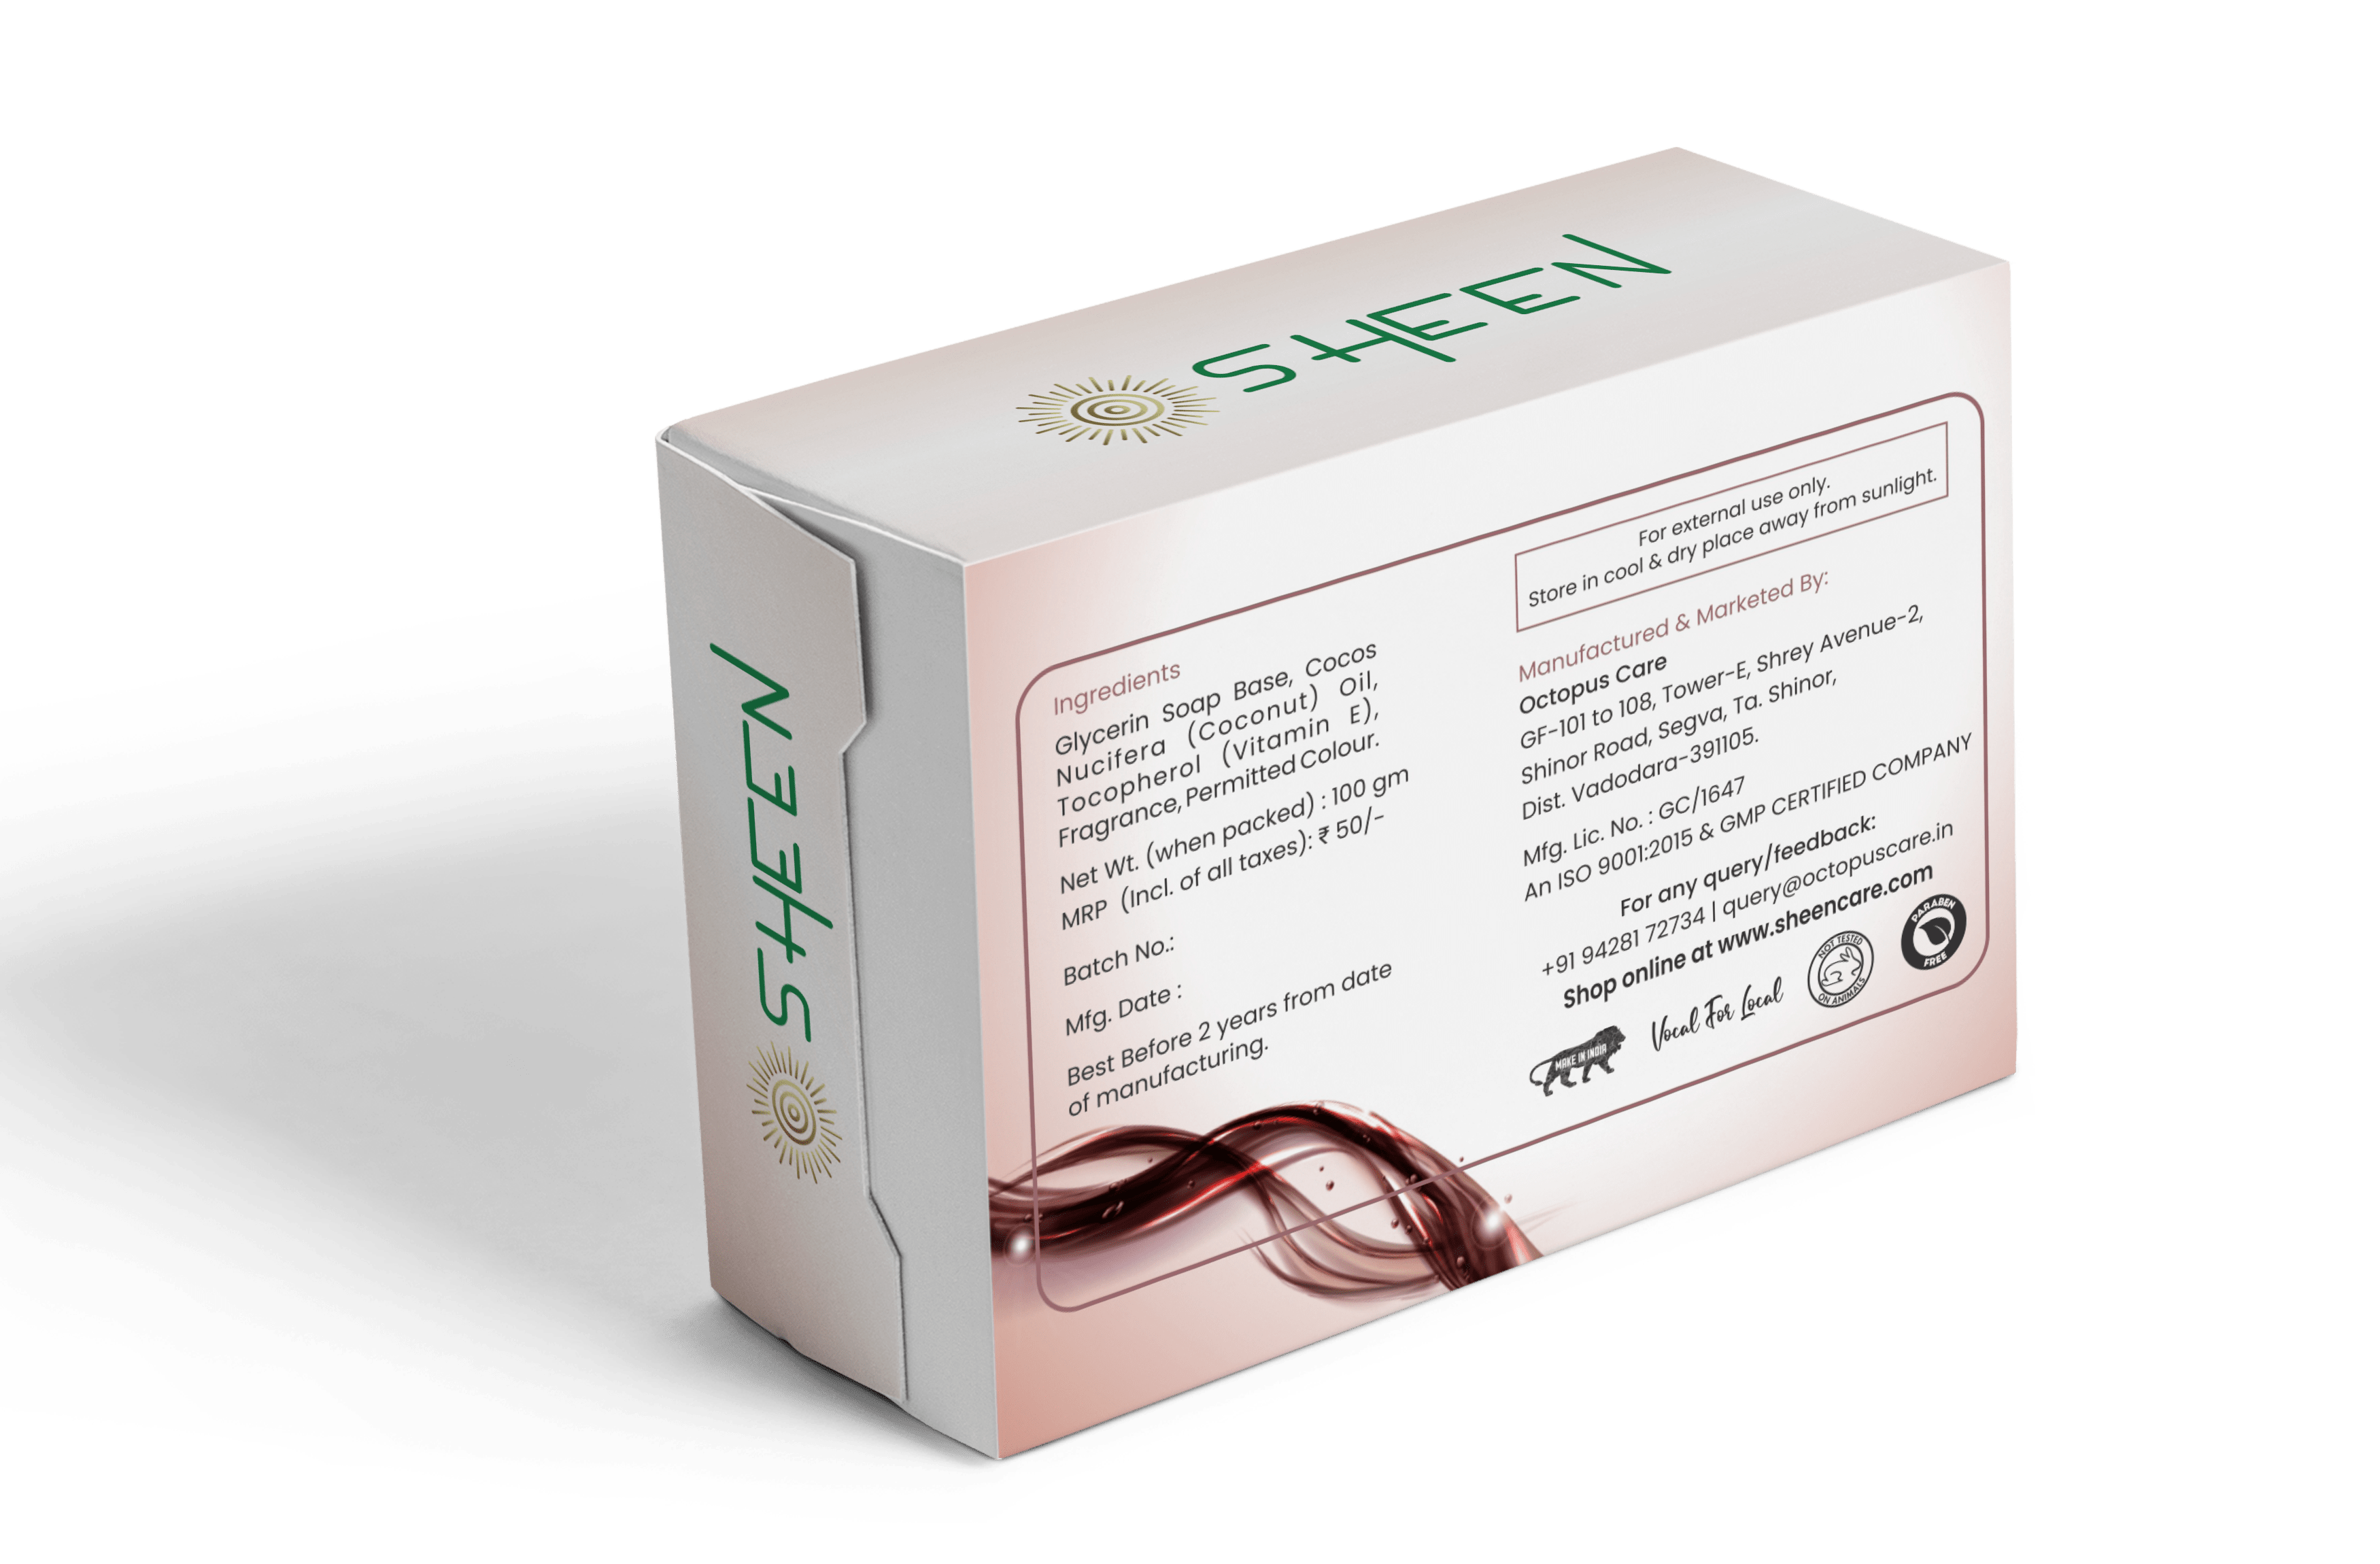 SHEEN
SHEEN
Ingredients
Glycerin Soap Base, Cocos
Nucifera (Coconut) Oil,
Tocopherol (Vitamin E),
Fragrance, Permitted Colour.
Net Wt. (when packed) : 100 gm
MRP (Incl. of all taxes): ₹ 50/-
Batch No.:
Mfg. Date :
Best Before 2 years from date
of manufacturing.
For external use only.
Store in cool & dry place away from sunlight.
Manufactured & Marketed By:
Octopus Care
GF-101 to 108, Tower-E, Shrey Avenue-2,
Shinor Road, Segva, Ta. Shinor,
Dist. Vadodara-391105.
Mfg. Lic. No. : GC/1647
An ISO 9001:2015 & GMP CERTIFIED COMPANY
For any query/feedback:
+91 94281 72734 | query@octopuscare.in
Shop online at www.sheencare.com
MAKE IN INDIA
Vocal For Local
NOT TESTED
ON ANIMALS
PARABEN
FREE